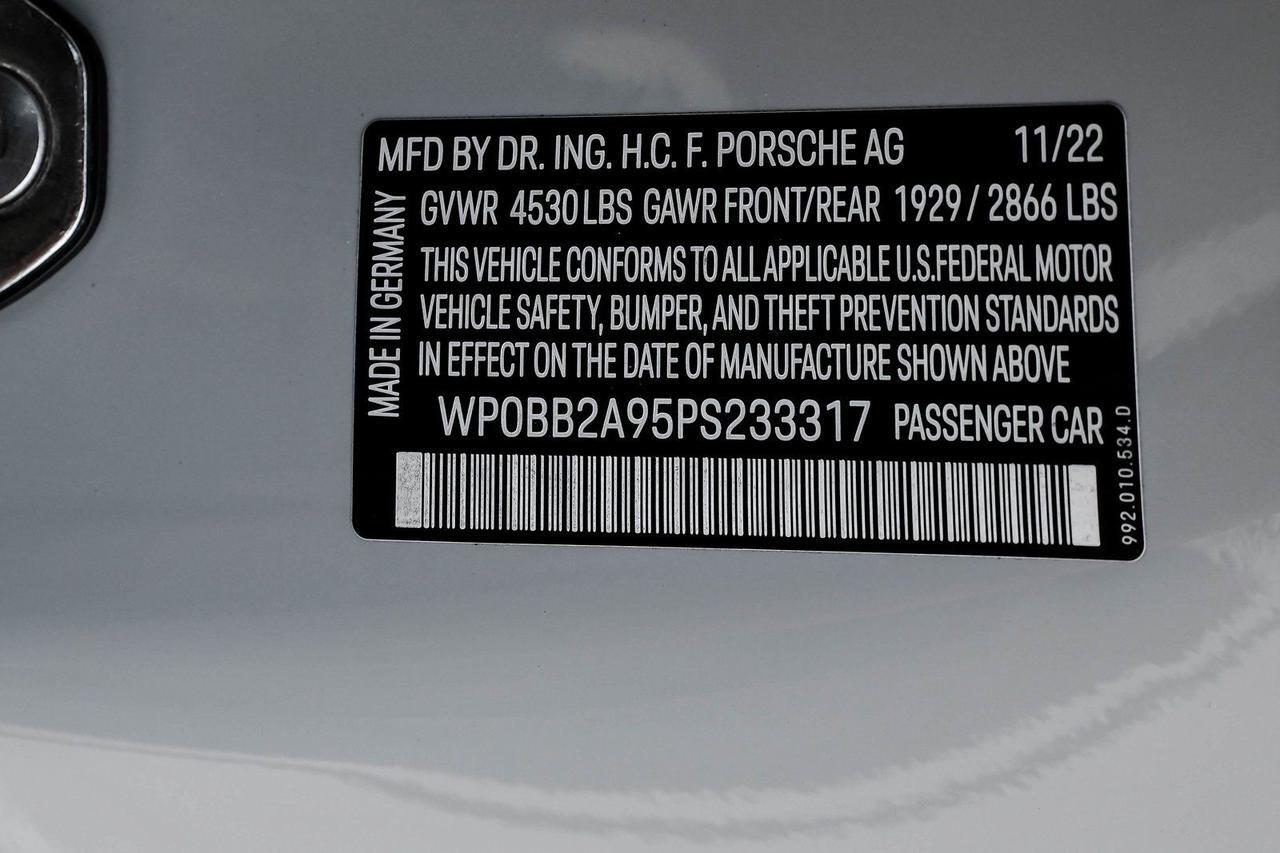 MFD BY DR. ING. H.C. F. PORSCHE AG 11/22
GVWR 4530 LBS GAWR FRONT/REAR 1929 / 2866 LBS
THIS VEHICLE CONFORMS TO ALL APPLICABLE U.S.FEDERAL MOTOR
VEHICLE SAFETY, BUMPER, AND THEFT PREVENTION STANDARDS
IN EFFECT ON THE DATE OF MANUFACTURE SHOWN ABOVE
WP0BB2A95PS233317 PASSENGER CAR
MADE IN GERMANY
992.010.534.D